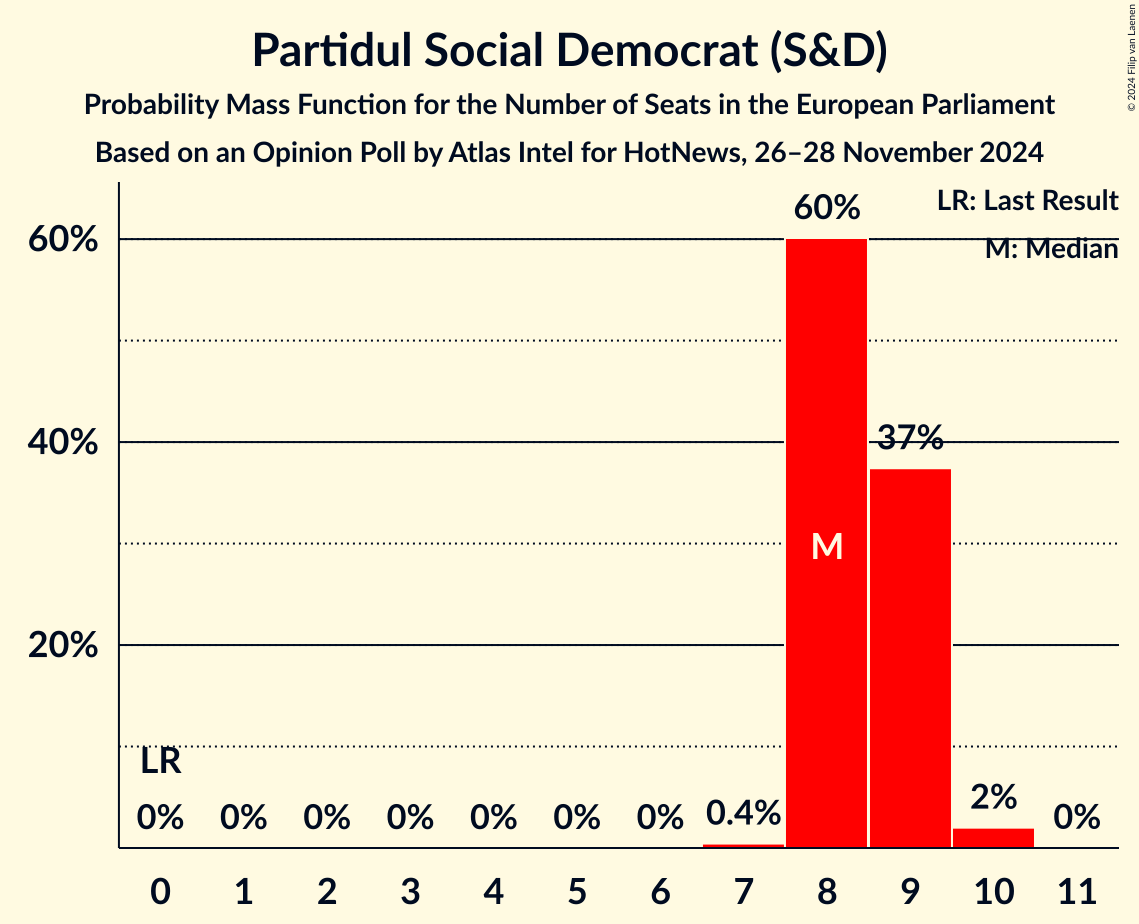 Partidul Social Democrat (S&D)
Probability Mass Function for the Number of Seats in the European Parliament
Based on an Opinion Poll by Atlas Intel for HotNews, 26–28 November 2024
© 2024 Filip van Laenen
LR: Last Result
M: Median
60%
40%
20%
LR
0% 0% 0% 0% 0% 0% 0% 0.4% 60% 37% 2% 0%
M
0 1 2 3 4 5 6 7 8 9 10 11